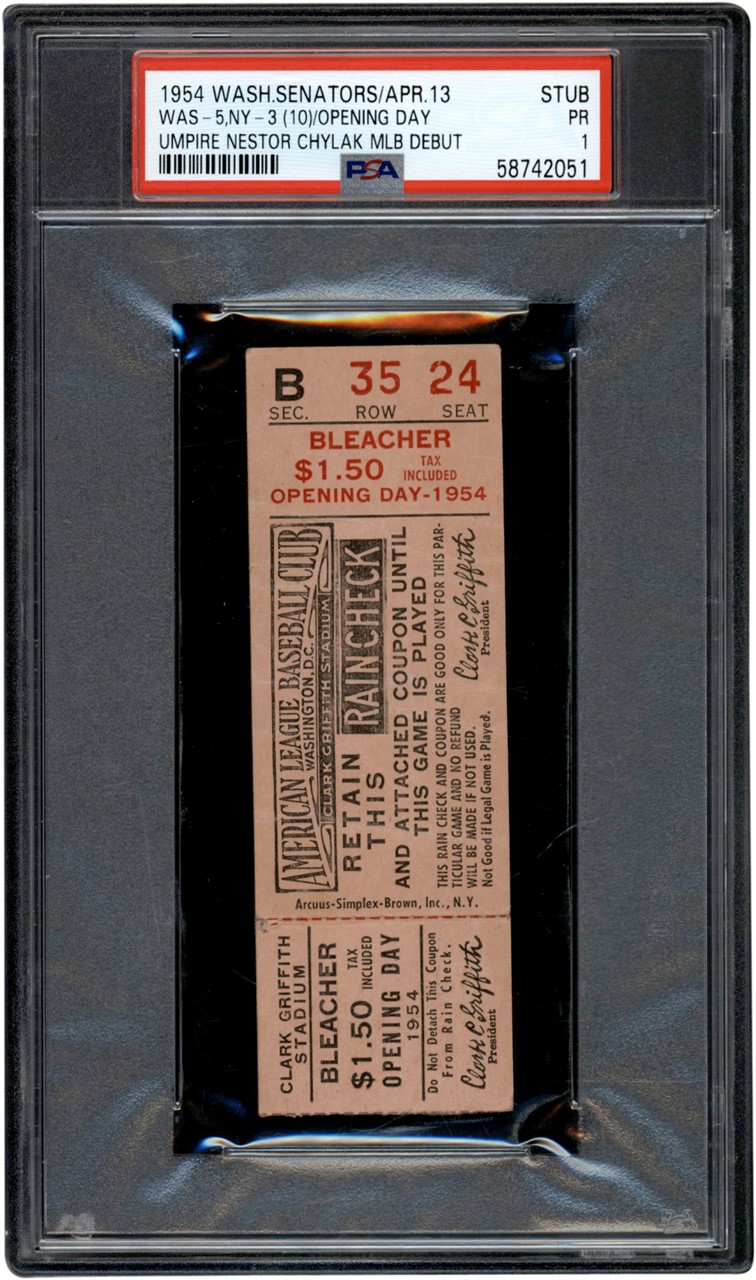 1954 WASH.SENATORS/APR.13 STUB
WAS-5,NY-3 (10)/OPENING DAY PR
UMPIRE NESTOR CHYLAK MLB DEBUT 1
PSA 58742051
B 35 24
SEC. ROW SEAT
BLEACHER
$1.50 TAX INCLUDED
OPENING DAY-1954
AMERICAN LEAGUE BASEBALL CLUB
WASHINGTON, D.C.
CLARK GRIFFITH STADIUM
RETAIN RAIN CHECK
THIS
AND ATTACHED COUPON UNTIL
THIS GAME IS PLAYED
THIS RAIN CHECK AND COUPON ARE GOOD ONLY FOR THIS PAR-
TICULAR GAME AND NO REFUND
WILL BE MADE IF NOT USED.
Not Good if Legal Game is Played.
Clark C. Griffith
President
Arcuus-Simplex-Brown, Inc., N.Y.
CLARK GRIFFITH
STADIUM
BLEACHER
$1.50 TAX INCLUDED
OPENING DAY
1954
Do Not Detach This Coupon
From Rain Check.
Clark C. Griffith
President